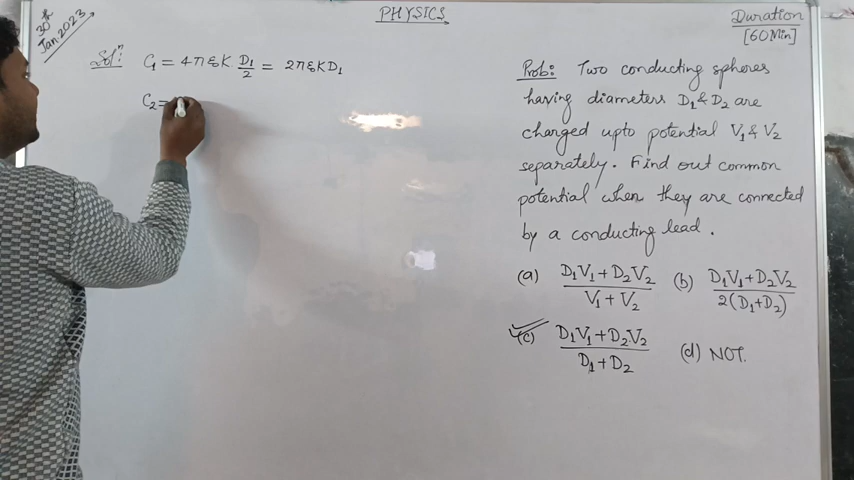 30th Jan. 2023
PHYSICS
Duration
[60 Min]
Solⁿ: C₁ = 4πε₀K. D₁/2 = 2πε₀KD₁
C₂ =
Prob: Two conducting spheres
having diameters D₁ & D₂ are
charged upto potential V₁ & V₂
separately. Find out common
potential when they are connected
by a conducting lead.
(a) D₁V₁ + D₂V₂ / V₁ + V₂ (b) D₁V₁ + D₂V₂ / 2(D₁+D₂)
(c) D₁V₁ + D₂V₂ / D₁ + D₂ (d) NOT.